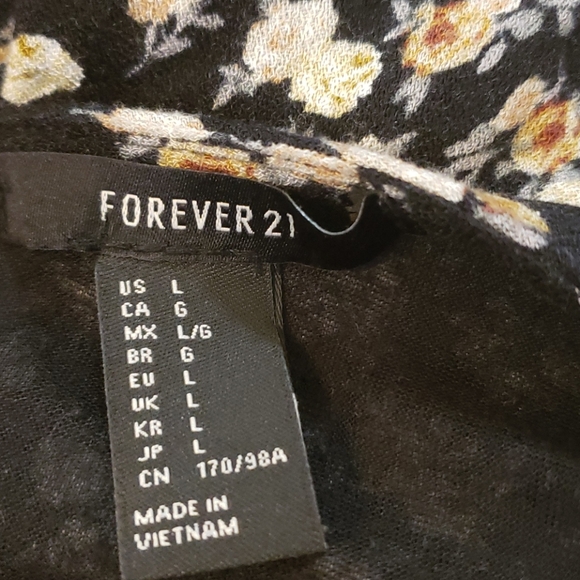 FOREVER 21
US L
CA G
MX L/G
BR G
EU L
UK L
KR L
JP L
CN 170/98A
MADE IN
VIETNAM